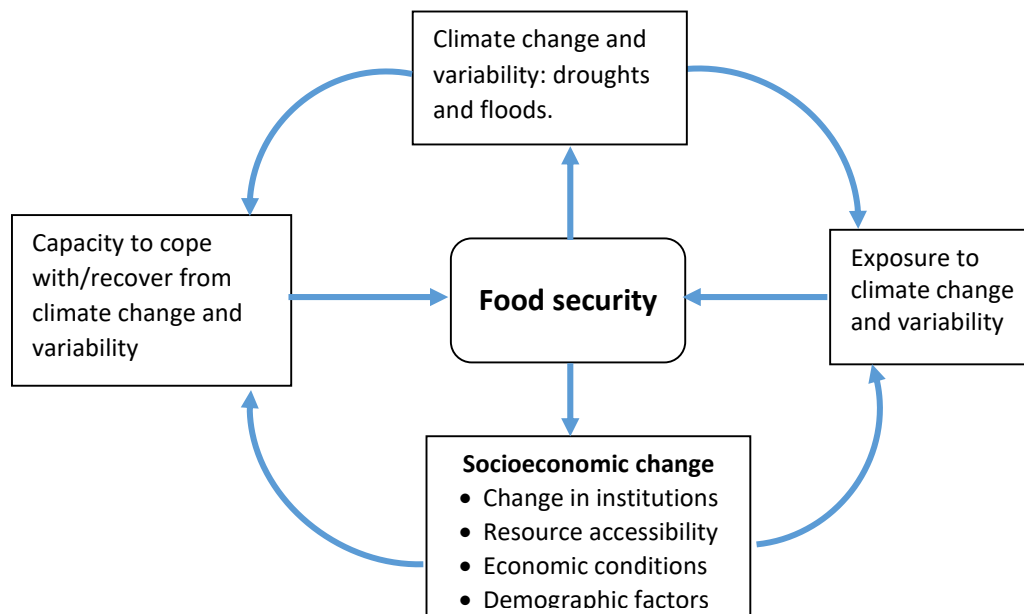 Climate change and
variability: droughts
and floods.
Capacity to cope
with/recover from
climate change and
variability
Food security
Exposure to
climate change
and variability
Socioeconomic change
• Change in institutions
• Resource accessibility
• Economic conditions
• Demographic factors